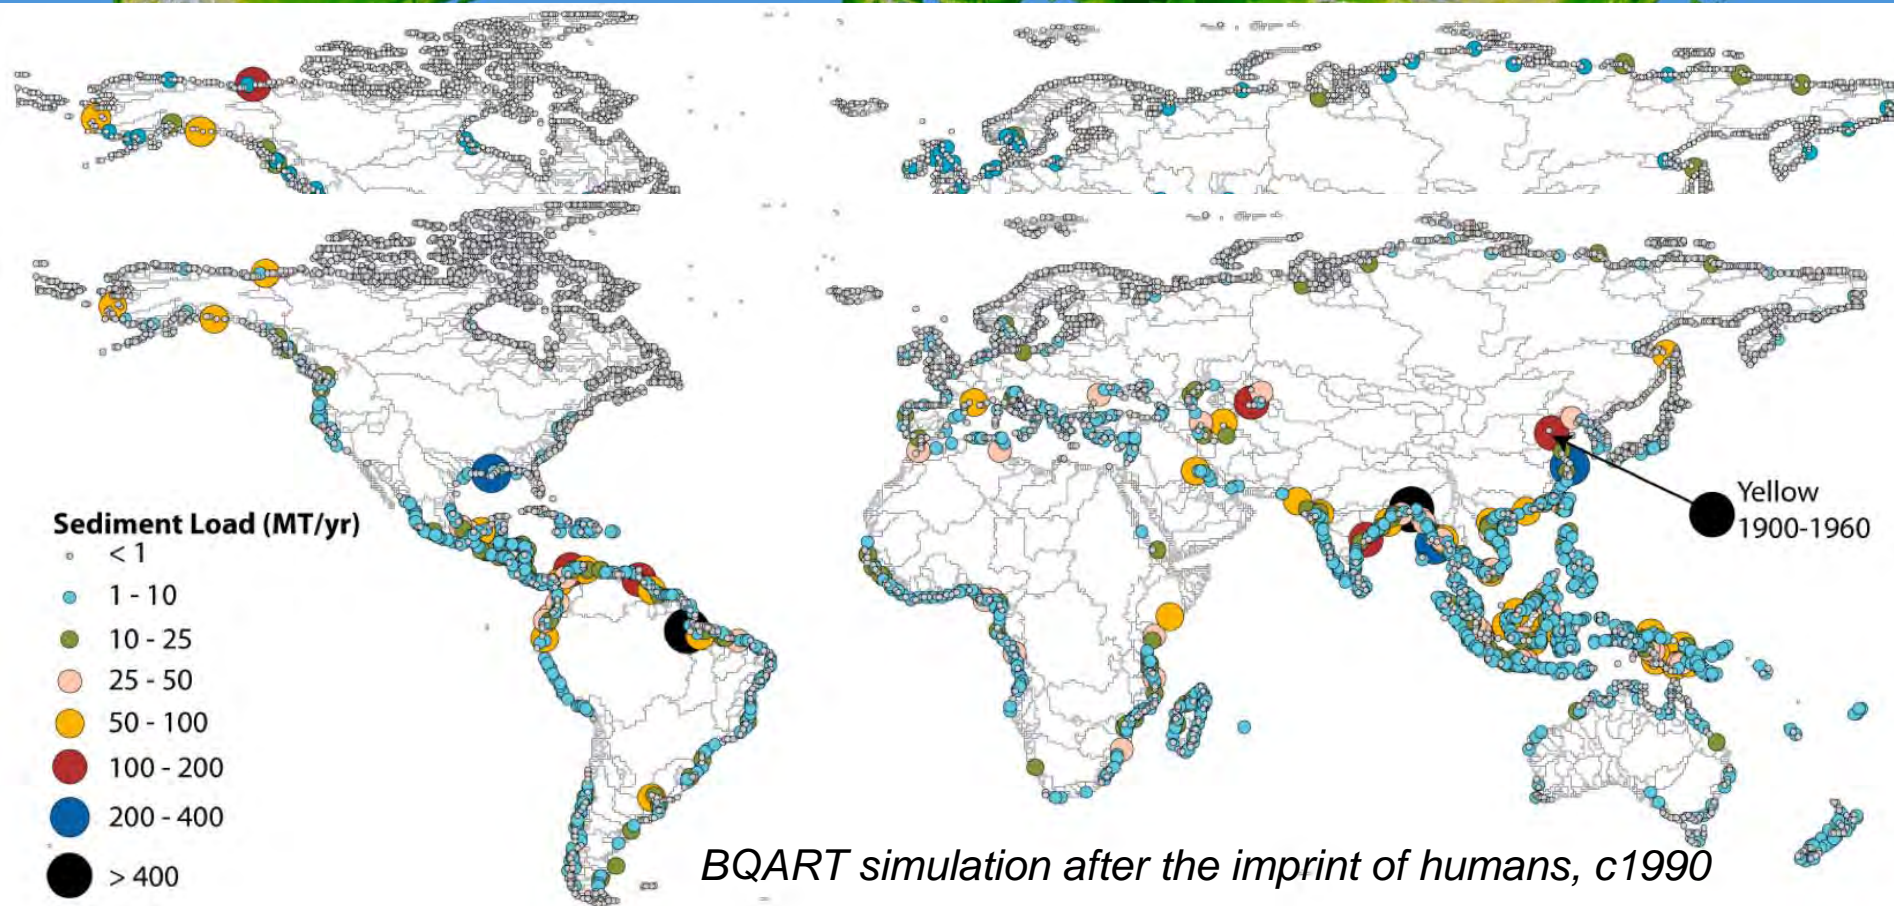 Sediment Load (MT/yr)
< 1
1 - 10
10 - 25
25 - 50
50 - 100
100 - 200
200 - 400
> 400
Yellow
1900-1960
BQART simulation after the imprint of humans, c1990